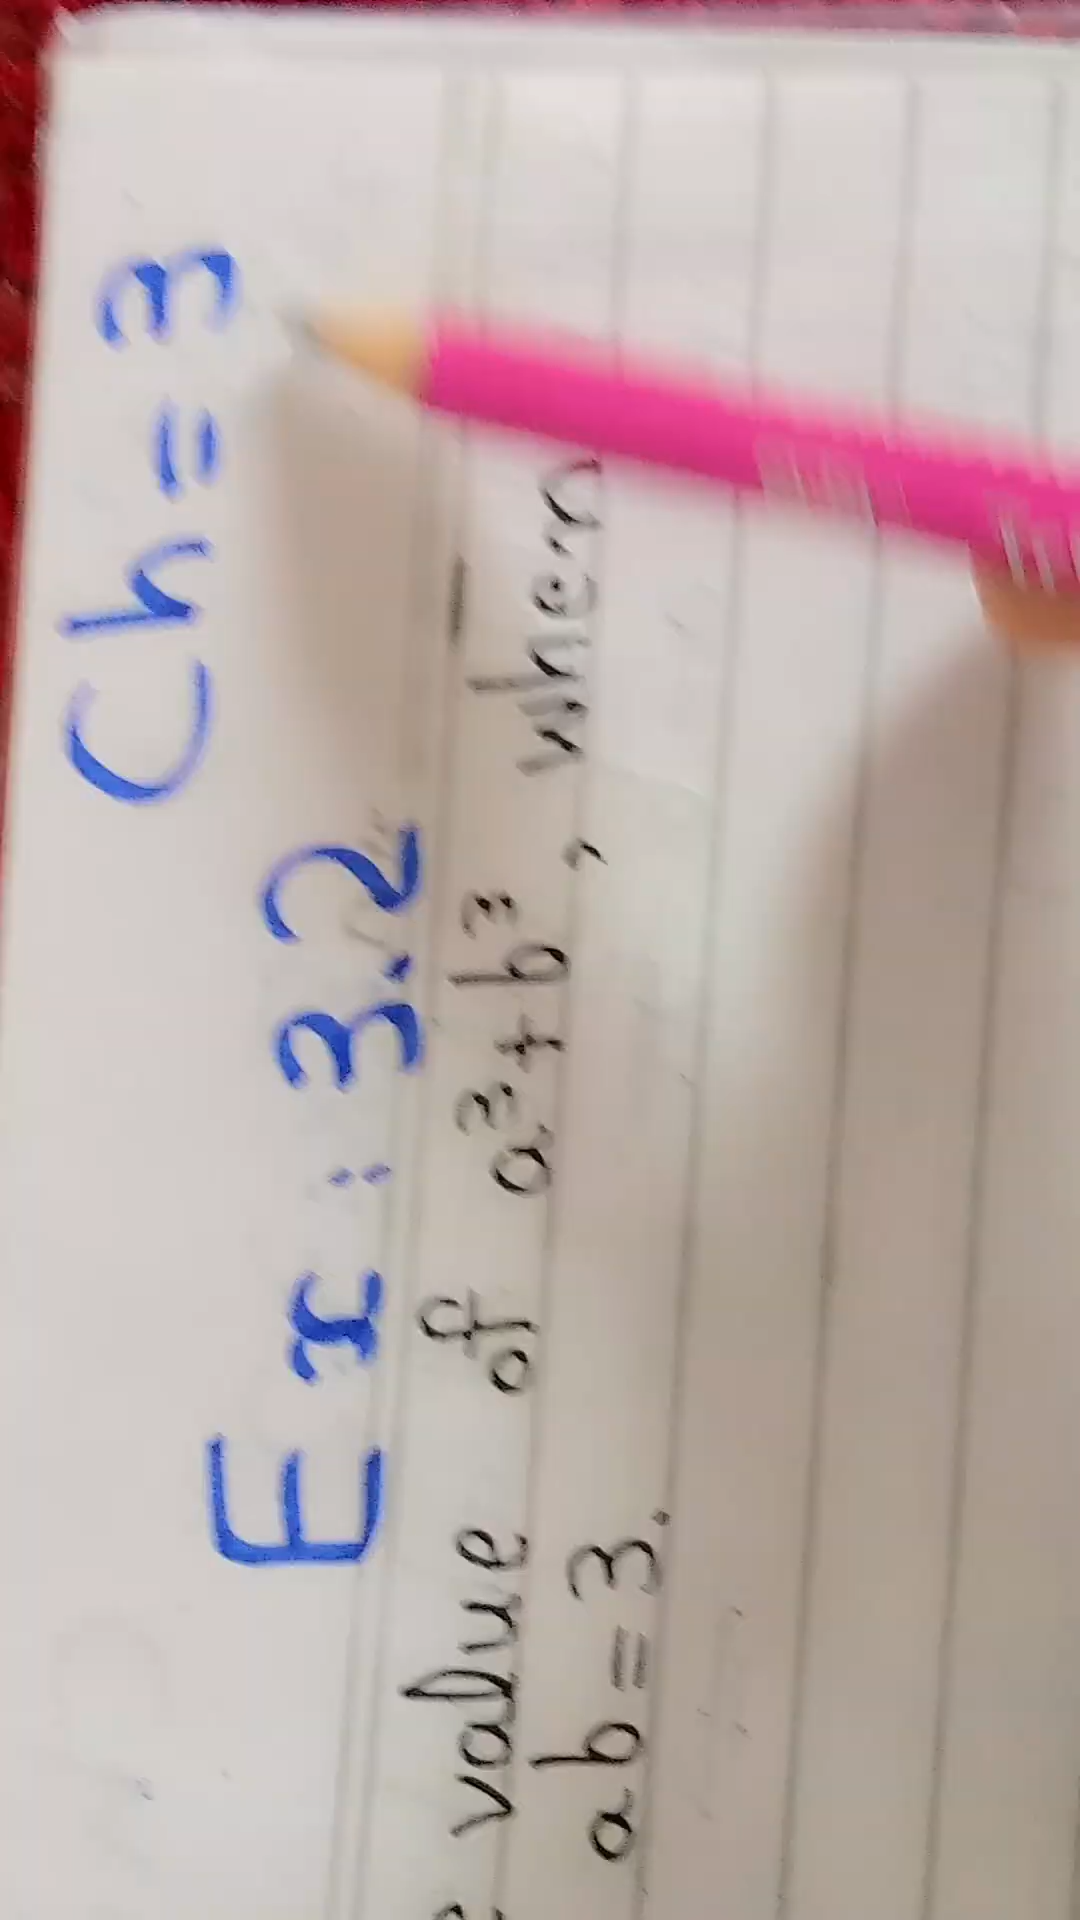 Ch = 3
Ex : 3.2
value of a³ + b³, when
ab = 3.